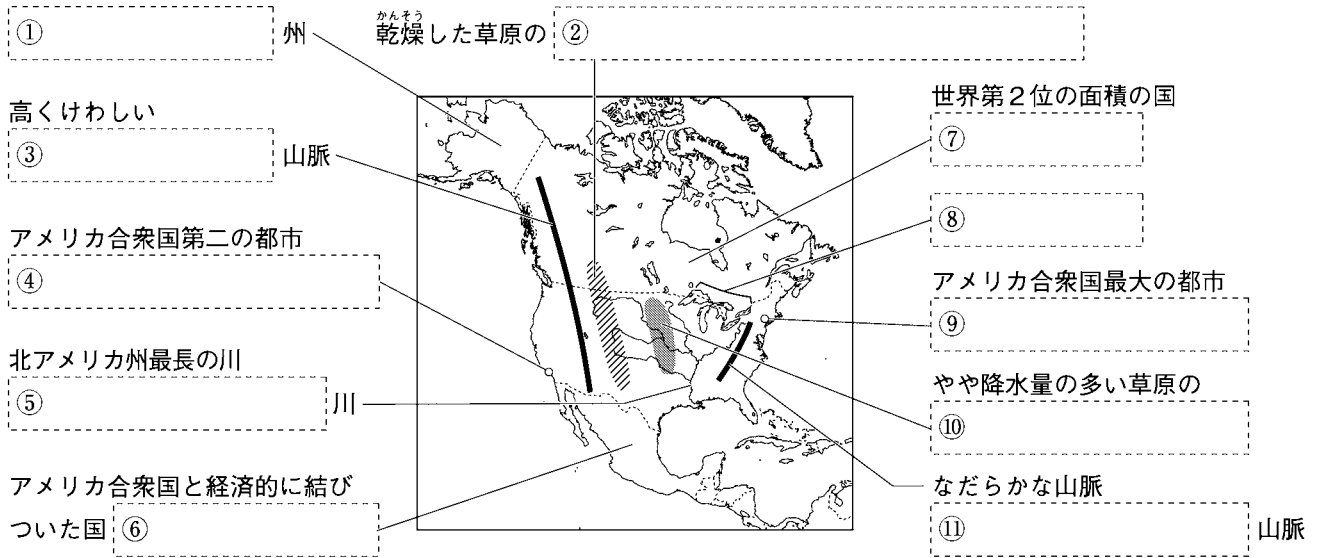 ① 州
乾燥した草原の ②
かんそう
高くけわしい
③ 山脈
アメリカ合衆国第二の都市
④
北アメリカ州最長の川
⑤ 川
アメリカ合衆国と経済的に結び
ついた国 ⑥
世界第2位の面積の国
⑦
⑧
アメリカ合衆国最大の都市
⑨
やや降水量の多い草原の
⑩
なだらかな山脈
⑪ 山脈